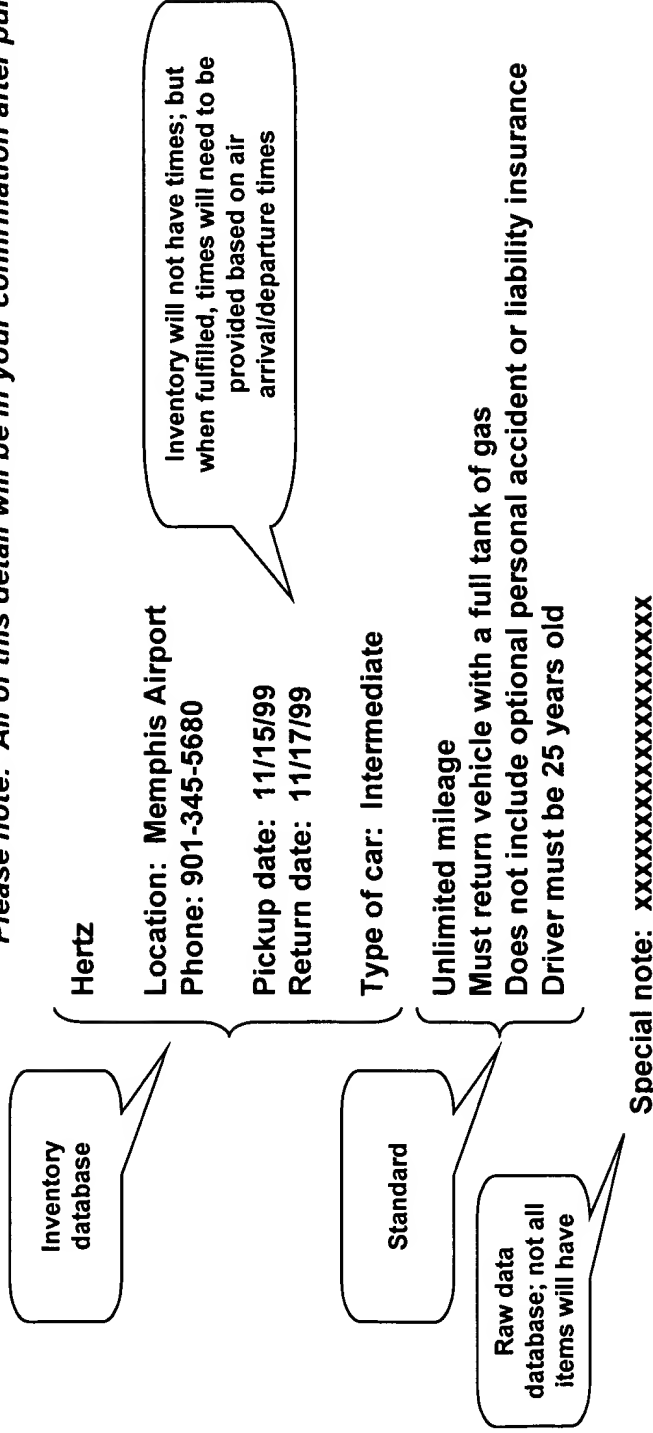 Please note: All of this detail will be in your confirmation after
Hertz
Location: Memphis Airport
Phone: 901-345-5680
Pickup date: 11/15/99
Return date: 11/17/99
Type of car: Intermediate
Unlimited mileage
Must return vehicle with a full tank of gas
Does not include optional personal accident or liability insurance
Driver must be 25 years old
Special note: xxxxxxxxxxxxxxxxxxxxxxx
Inventory
database
Inventory will not have times; but
when fulfilled, times will need to be
provided based on air
arrival/departure times
Standard
Raw data
database; not all
items will have